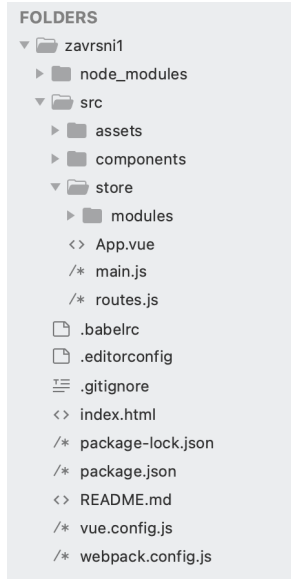 FOLDERS
zavrsni1
node_modules
src
assets
components
store
modules
<> App.vue
/* main.js
/* routes.js
.babelrc
.editorconfig
.gitignore
<> index.html
/* package-lock.json
/* package.json
<> README.md
/* vue.config.js
/* webpack.config.js